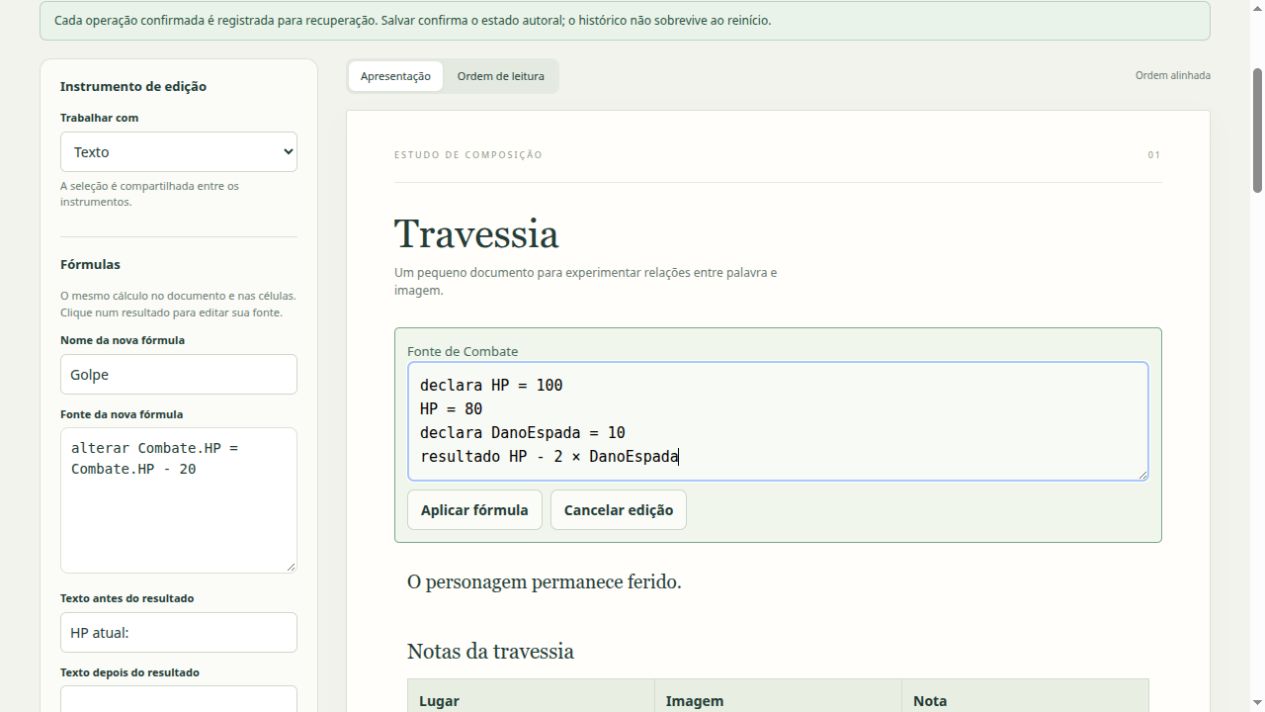 Cada operação confirmada é registrada para recuperação. Salvar confirma o estado autoral; o histórico não sobrevive ao reinício.
Instrumento de edição
Trabalhar com
Texto
A seleção é compartilhada entre os
instrumentos.
Fórmulas
O mesmo cálculo no documento e nas células.
Clique num resultado para editar sua fonte.
Nome da nova fórmula
Golpe
Fonte da nova fórmula
alterar Combate.HP =
Combate.HP - 20
Texto antes do resultado
HP atual:
Texto depois do resultado
Apresentação
Ordem de leitura
Ordem alinhada
ESTUDO DE COMPOSIÇÃO
01
Travessia
Um pequeno documento para experimentar relações entre palavra e
imagem.
Fonte de Combate
declara HP = 100
HP = 80
declara DanoEspada = 10
resultado HP - 2 × DanoEspada
Aplicar fórmula
Cancelar edição
O personagem permanece ferido.
Notas da travessia
Lugar
Imagem
Nota